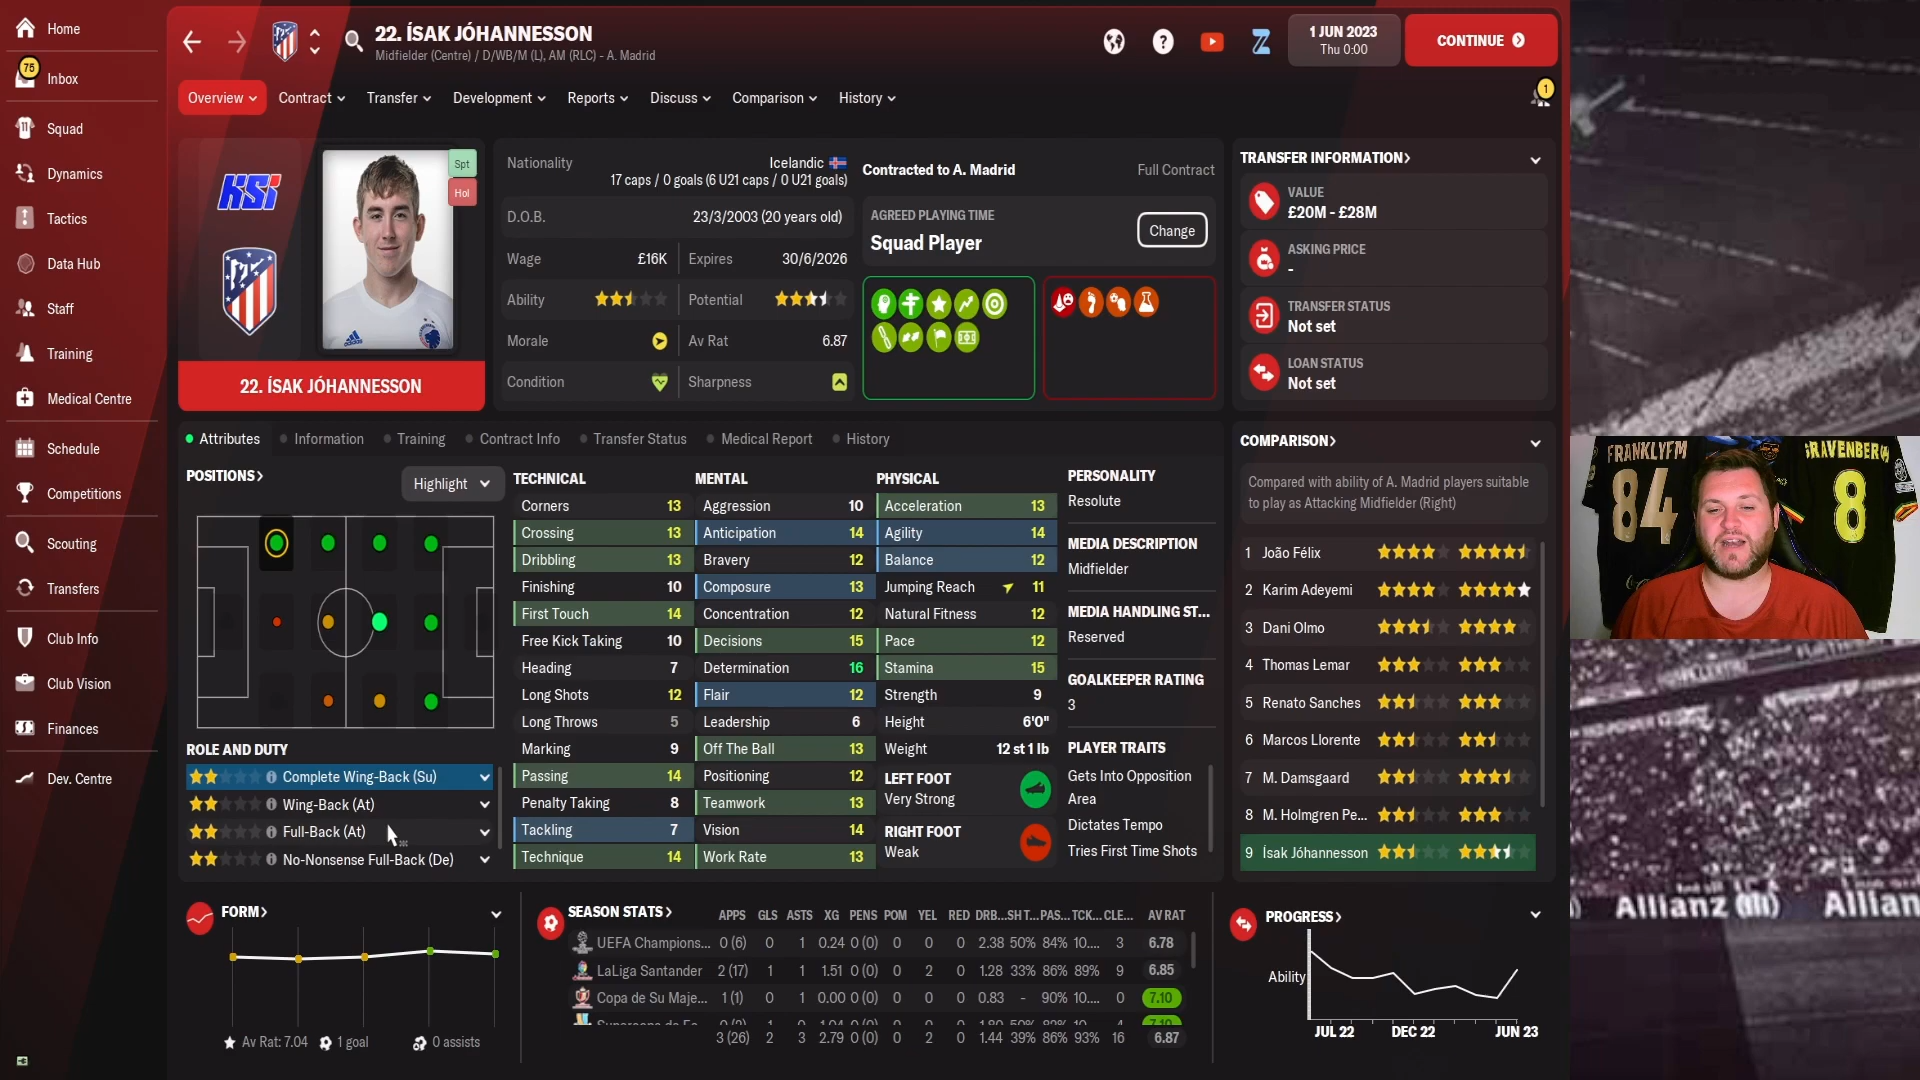 Home
75
Inbox
Squad
Dynamics
Tactics
Data Hub
Staff
Training
Medical Centre
Schedule
Competitions
Scouting
Transfers
Club Info
Club Vision
Finances
Dev. Centre
22. ÍSAK JÓHANNESSON
Midfielder (Centre) / D/WB/M (L), AM (RLC) - A. Madrid
1 JUN 2023
Thu 0:00
CONTINUE
Overview
Contract
Transfer
Development
Reports
Discuss
Comparison
History
1
KSI
Spt
Hol
22. ÍSAK JÓHANNESSON
Nationality Icelandic
17 caps / 0 goals (6 U21 caps / 0 U21 goals)
D.O.B. 23/3/2003 (20 years old)
Wage £16K Expires 30/6/2026
Ability Potential
Morale Av Rat 6.87
Condition Sharpness
Contracted to A. Madrid Full Contract
AGREED PLAYING TIME
Squad Player
Change
TRANSFER INFORMATION>
VALUE
£20M - £28M
ASKING PRICE
-
TRANSFER STATUS
Not set
LOAN STATUS
Not set
Attributes Information Training Contract Info Transfer Status Medical Report History
POSITIONS>
Highlight
ROLE AND DUTY
Complete Wing-Back (Su)
Wing-Back (At)
Full-Back (At)
No-Nonsense Full-Back (De)
TECHNICAL
Corners 13
Crossing 13
Dribbling 13
Finishing 10
First Touch 14
Free Kick Taking 10
Heading 7
Long Shots 12
Long Throws 5
Marking 9
Passing 14
Penalty Taking 8
Tackling 7
Technique 14
MENTAL
Aggression 10
Anticipation 14
Bravery 12
Composure 13
Concentration 12
Decisions 15
Determination 16
Flair 12
Leadership 6
Off The Ball 13
Positioning 12
Teamwork 13
Vision 14
Work Rate 13
PHYSICAL
Acceleration 13
Agility 14
Balance 12
Jumping Reach 11
Natural Fitness 12
Pace 12
Stamina 15
Strength 9
Height 6'0"
Weight 12 st 1 lb
LEFT FOOT
Very Strong
RIGHT FOOT
Weak
PERSONALITY
Resolute
MEDIA DESCRIPTION
Midfielder
MEDIA HANDLING ST...
Reserved
GOALKEEPER RATING
3
PLAYER TRAITS
Gets Into Opposition
Area
Dictates Tempo
Tries First Time Shots
COMPARISON>
Compared with ability of A. Madrid players suitable
to play as Attacking Midfielder (Right)
1 João Félix
2 Karim Adeyemi
3 Dani Olmo
4 Thomas Lemar
5 Renato Sanches
6 Marcos Llorente
7 M. Damsgaard
8 M. Holmgren Pe...
9 Ísak Jóhannesson
FORM>
Av Rat: 7.04 1 goal 0 assists
SEASON STATS> APPS GLS ASTS XG PENS POM YEL RED DRB... SH T... PAS... TCK... CLE... AV RAT
UEFA Champions... 0 (6) 0 1 0.24 0 (0) 0 0 0 2.38 50% 84% 10.... 3 6.78
LaLiga Santander 2 (17) 1 1 1.51 0 (0) 0 2 0 1.28 33% 86% 89% 9 6.85
Copa de Su Maje... 1 (1) 0 1 0.00 0 (0) 0 0 0 0.83 - 90% 10.... 0 7.10
3 (26) 2 3 2.79 0 (0) 0 2 0 1.44 39% 86% 93% 16 6.87
PROGRESS>
Ability
JUL 22 DEC 22 JUN 23
FRANKLYFM
84
8
Allianz
Allian